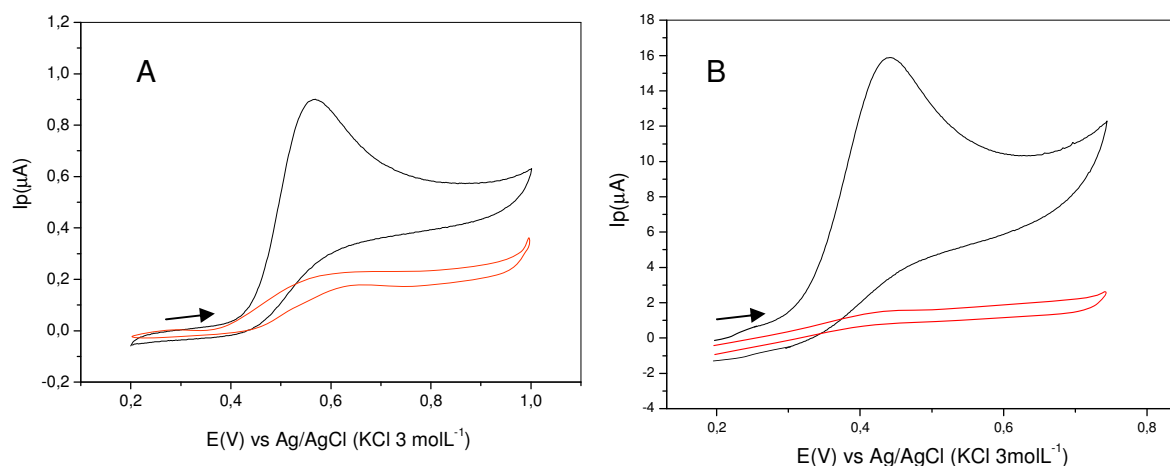 A
1,2
1,0
0,8
0,6
0,4
0,2
0,0
-0,2
Ip(μA)
0,2 0,4 0,6 0,8 1,0
E(V) vs Ag/AgCl (KCl 3 molL⁻¹)
B
18
16
14
12
10
8
6
4
2
0
-2
-4
Ip(μA)
0,2 0,4 0,6 0,8
E(V) vs Ag/AgCl (KCl 3molL⁻¹)